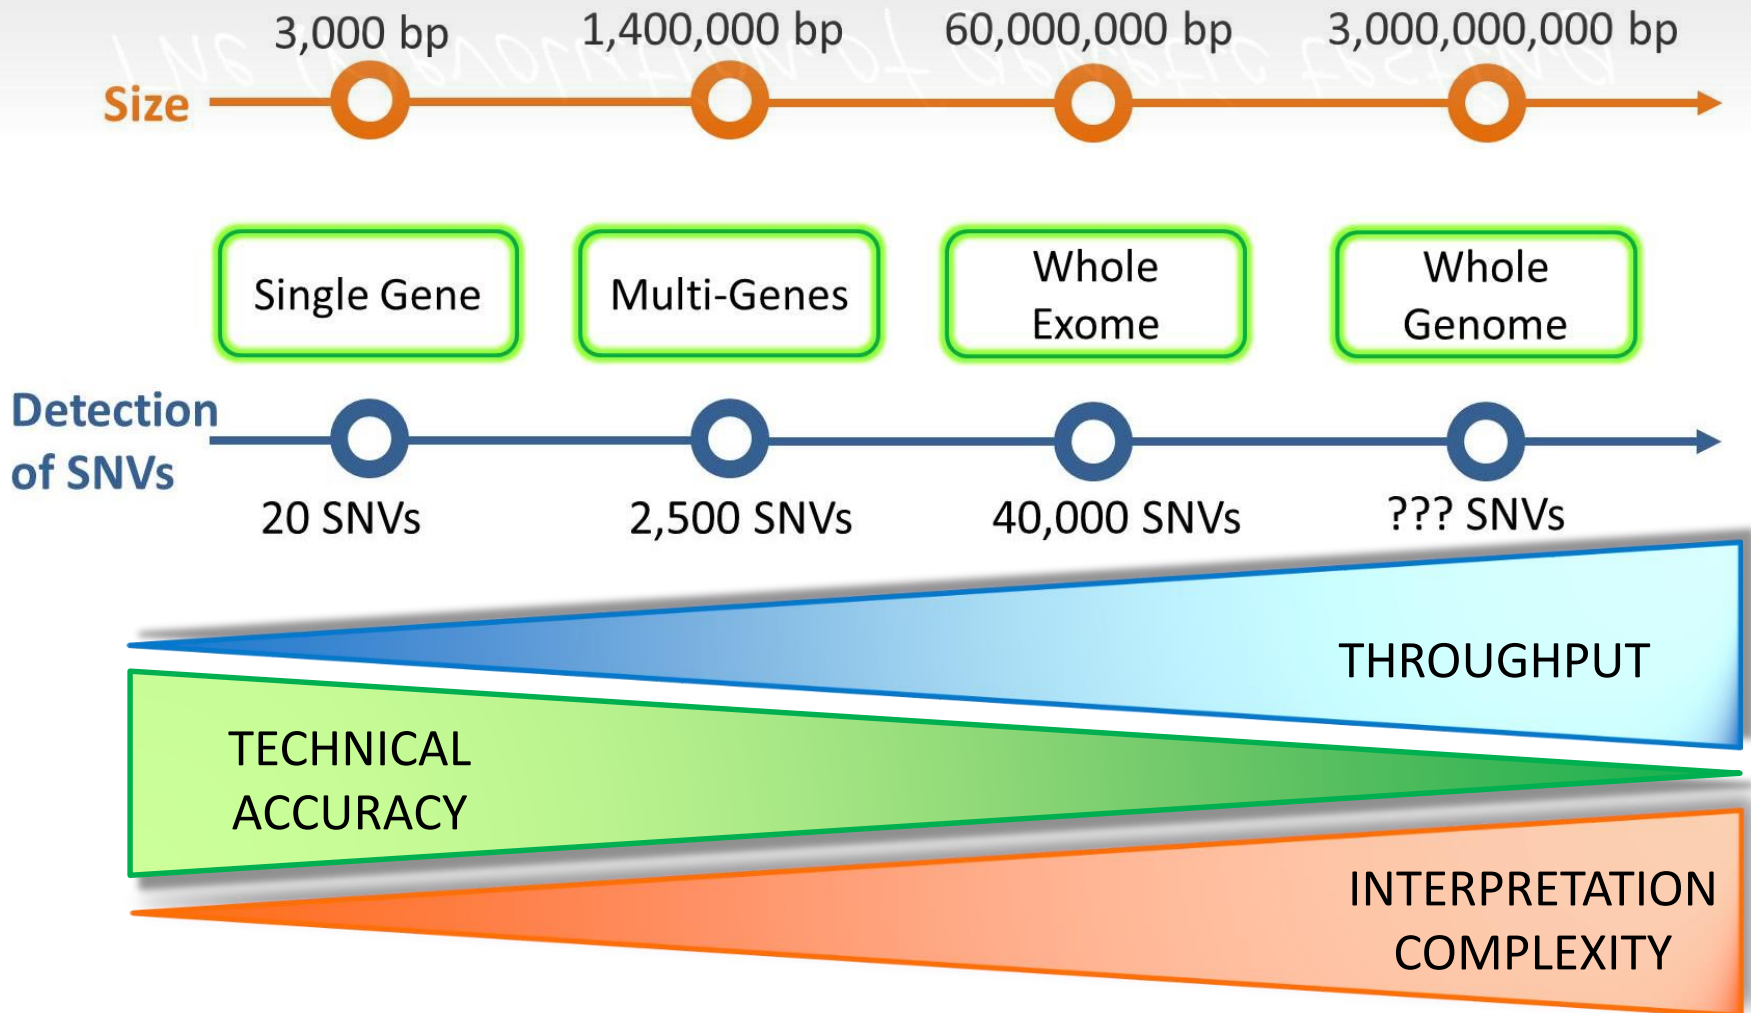 3,000 bp
1,400,000 bp
60,000,000 bp
3,000,000,000 bp
Size
Single Gene
Multi-Genes
Whole
Exome
Whole
Genome
Detection
of SNVs
20 SNVs
2,500 SNVs
40,000 SNVs
??? SNVs
THROUGHPUT
TECHNICAL
ACCURACY
INTERPRETATION
COMPLEXITY